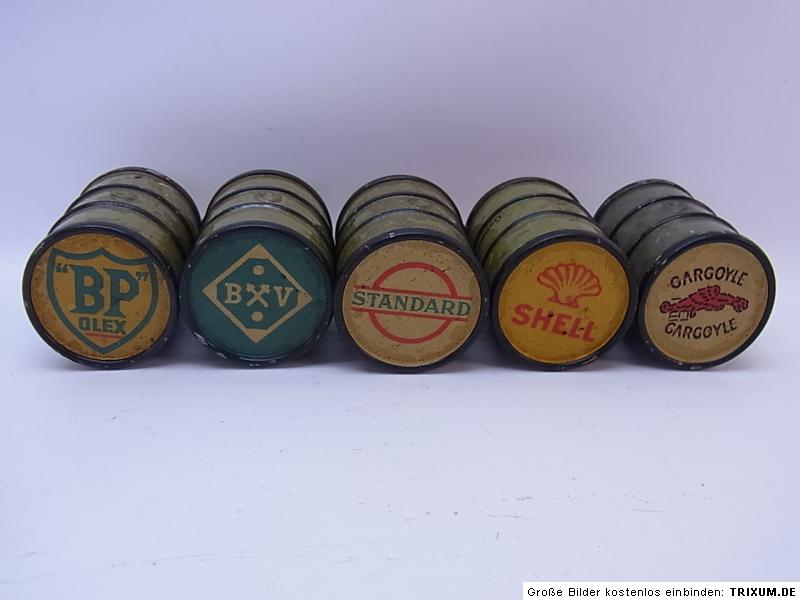 "BP"
OLEX
B V
STANDARD
SHELL
GARGOYLE
GARGOYLE
Große Bilder kostenlos einbinden: TRIXUM.DE